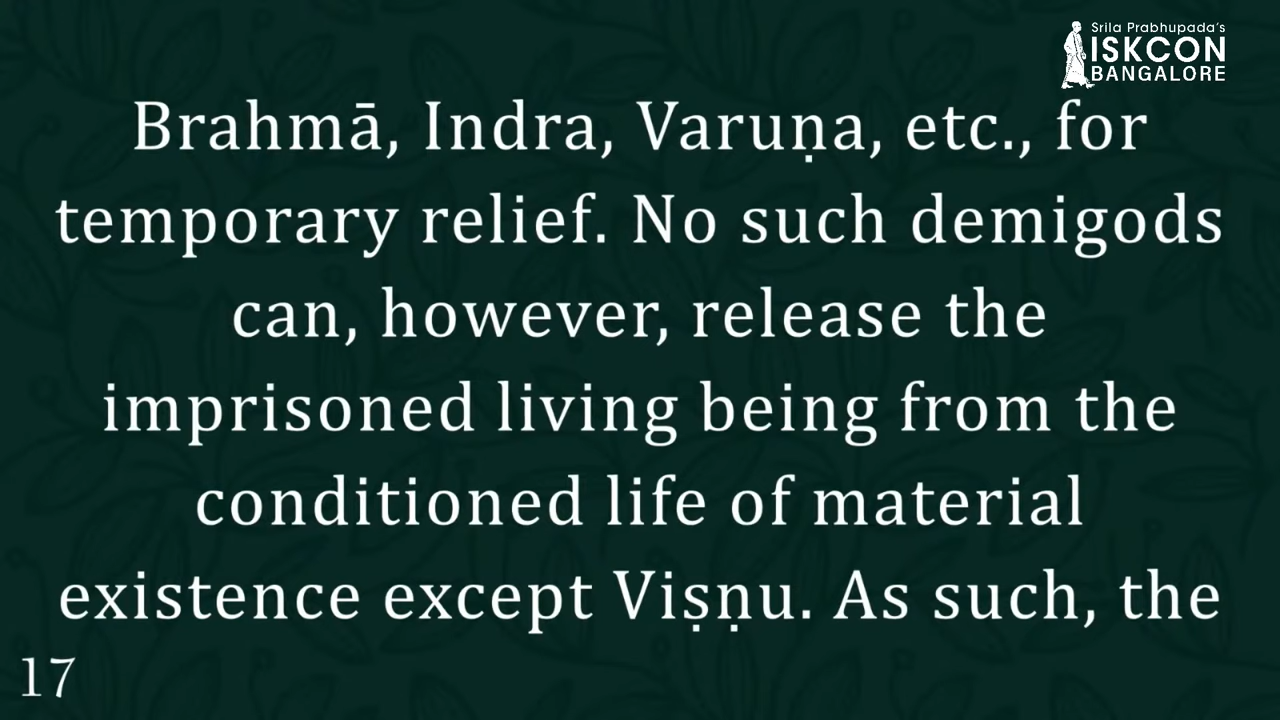 Srila Prabhupada's
ISKCON
BANGALORE
Brahmā, Indra, Varuṇa, etc., for
temporary relief. No such demigods
can, however, release the
imprisoned living being from the
conditioned life of material
existence except Viṣṇu. As such, the
17